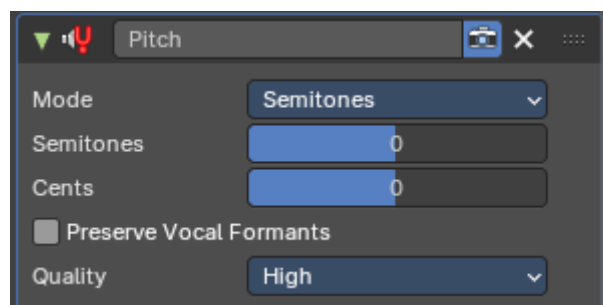 Pitch
Mode Semitones
Semitones 0
Cents 0
Preserve Vocal Formants
Quality High